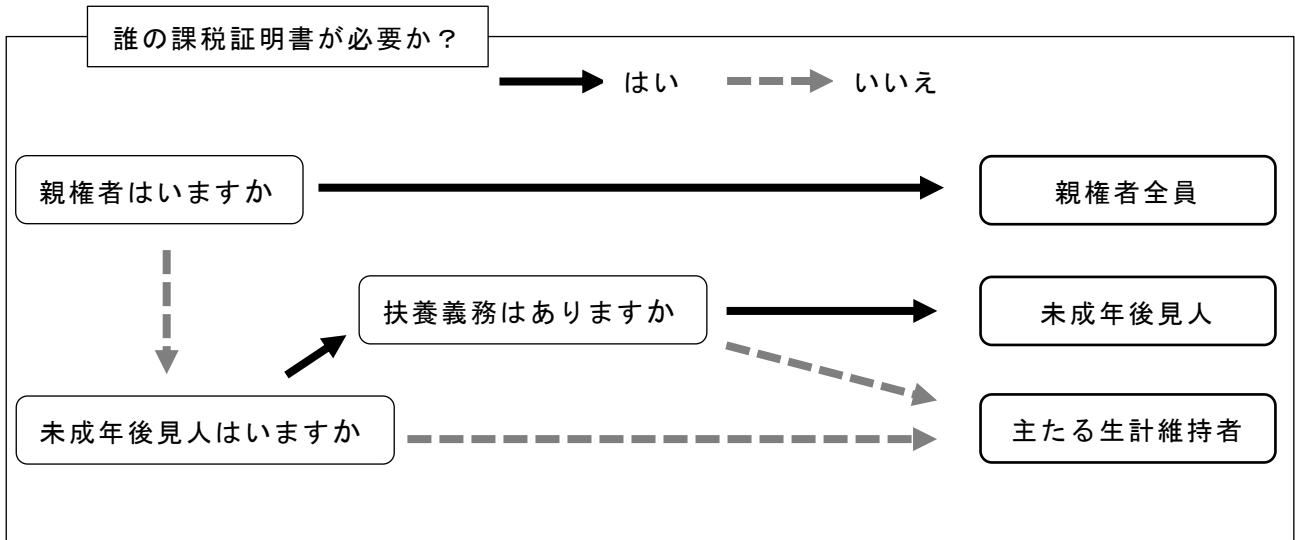 誰の課税証明書が必要か？
はい
いいえ
親権者はいますか
親権者全員
扶養義務はありますか
未成年後見人
未成年後見人はいますか
主たる生計維持者